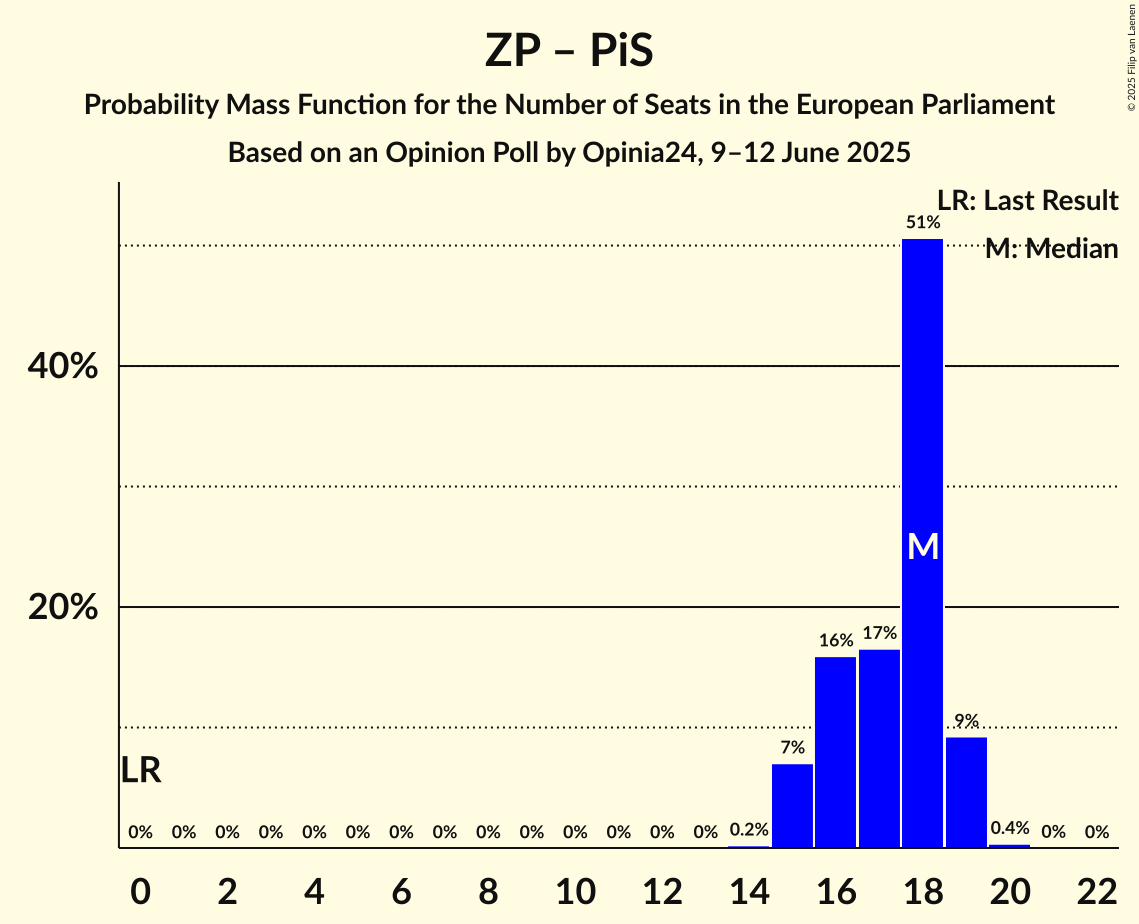 ZP – PiS
Probability Mass Function for the Number of Seats in the European Parliament
Based on an Opinion Poll by Opinia24, 9–12 June 2025
© 2025 Filip van Laenen
LR: Last Result
M: Median
51%
40%
M
20%
16%
17%
9%
7%
LR
0%
0%
0%
0%
0%
0%
0%
0%
0%
0%
0%
0%
0%
0%
0.2%
0.4%
0%
0%
0 2 4 6 8 10 12 14 16 18 20 22